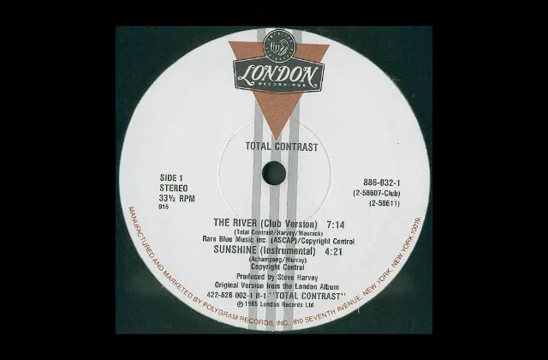 LONDON
RECORDINGS
TOTAL CONTRAST
SIDE 1
STEREO
33⅓ RPM
886-032-1
(2-58607-Club)
(2-58611)
THE RIVER (Club Version) 7:14
(Total Contrast/Harvey/Maunick)
Rare Blue Music Inc. (ASCAP)/Copyright Control
SUNSHINE (Instrumental) 4:21
(Achampong/Murray)
Copyright Control
Produced by Steve Harvey
Original Version from the London Album
422-828 002-1 R-1 "TOTAL CONTRAST"
℗ 1985 London Records Ltd
MANUFACTURED AND MARKETED BY POLYGRAM RECORDS, INC., 810 SEVENTH AVENUE, NEW YORK, NEW YORK 10019.